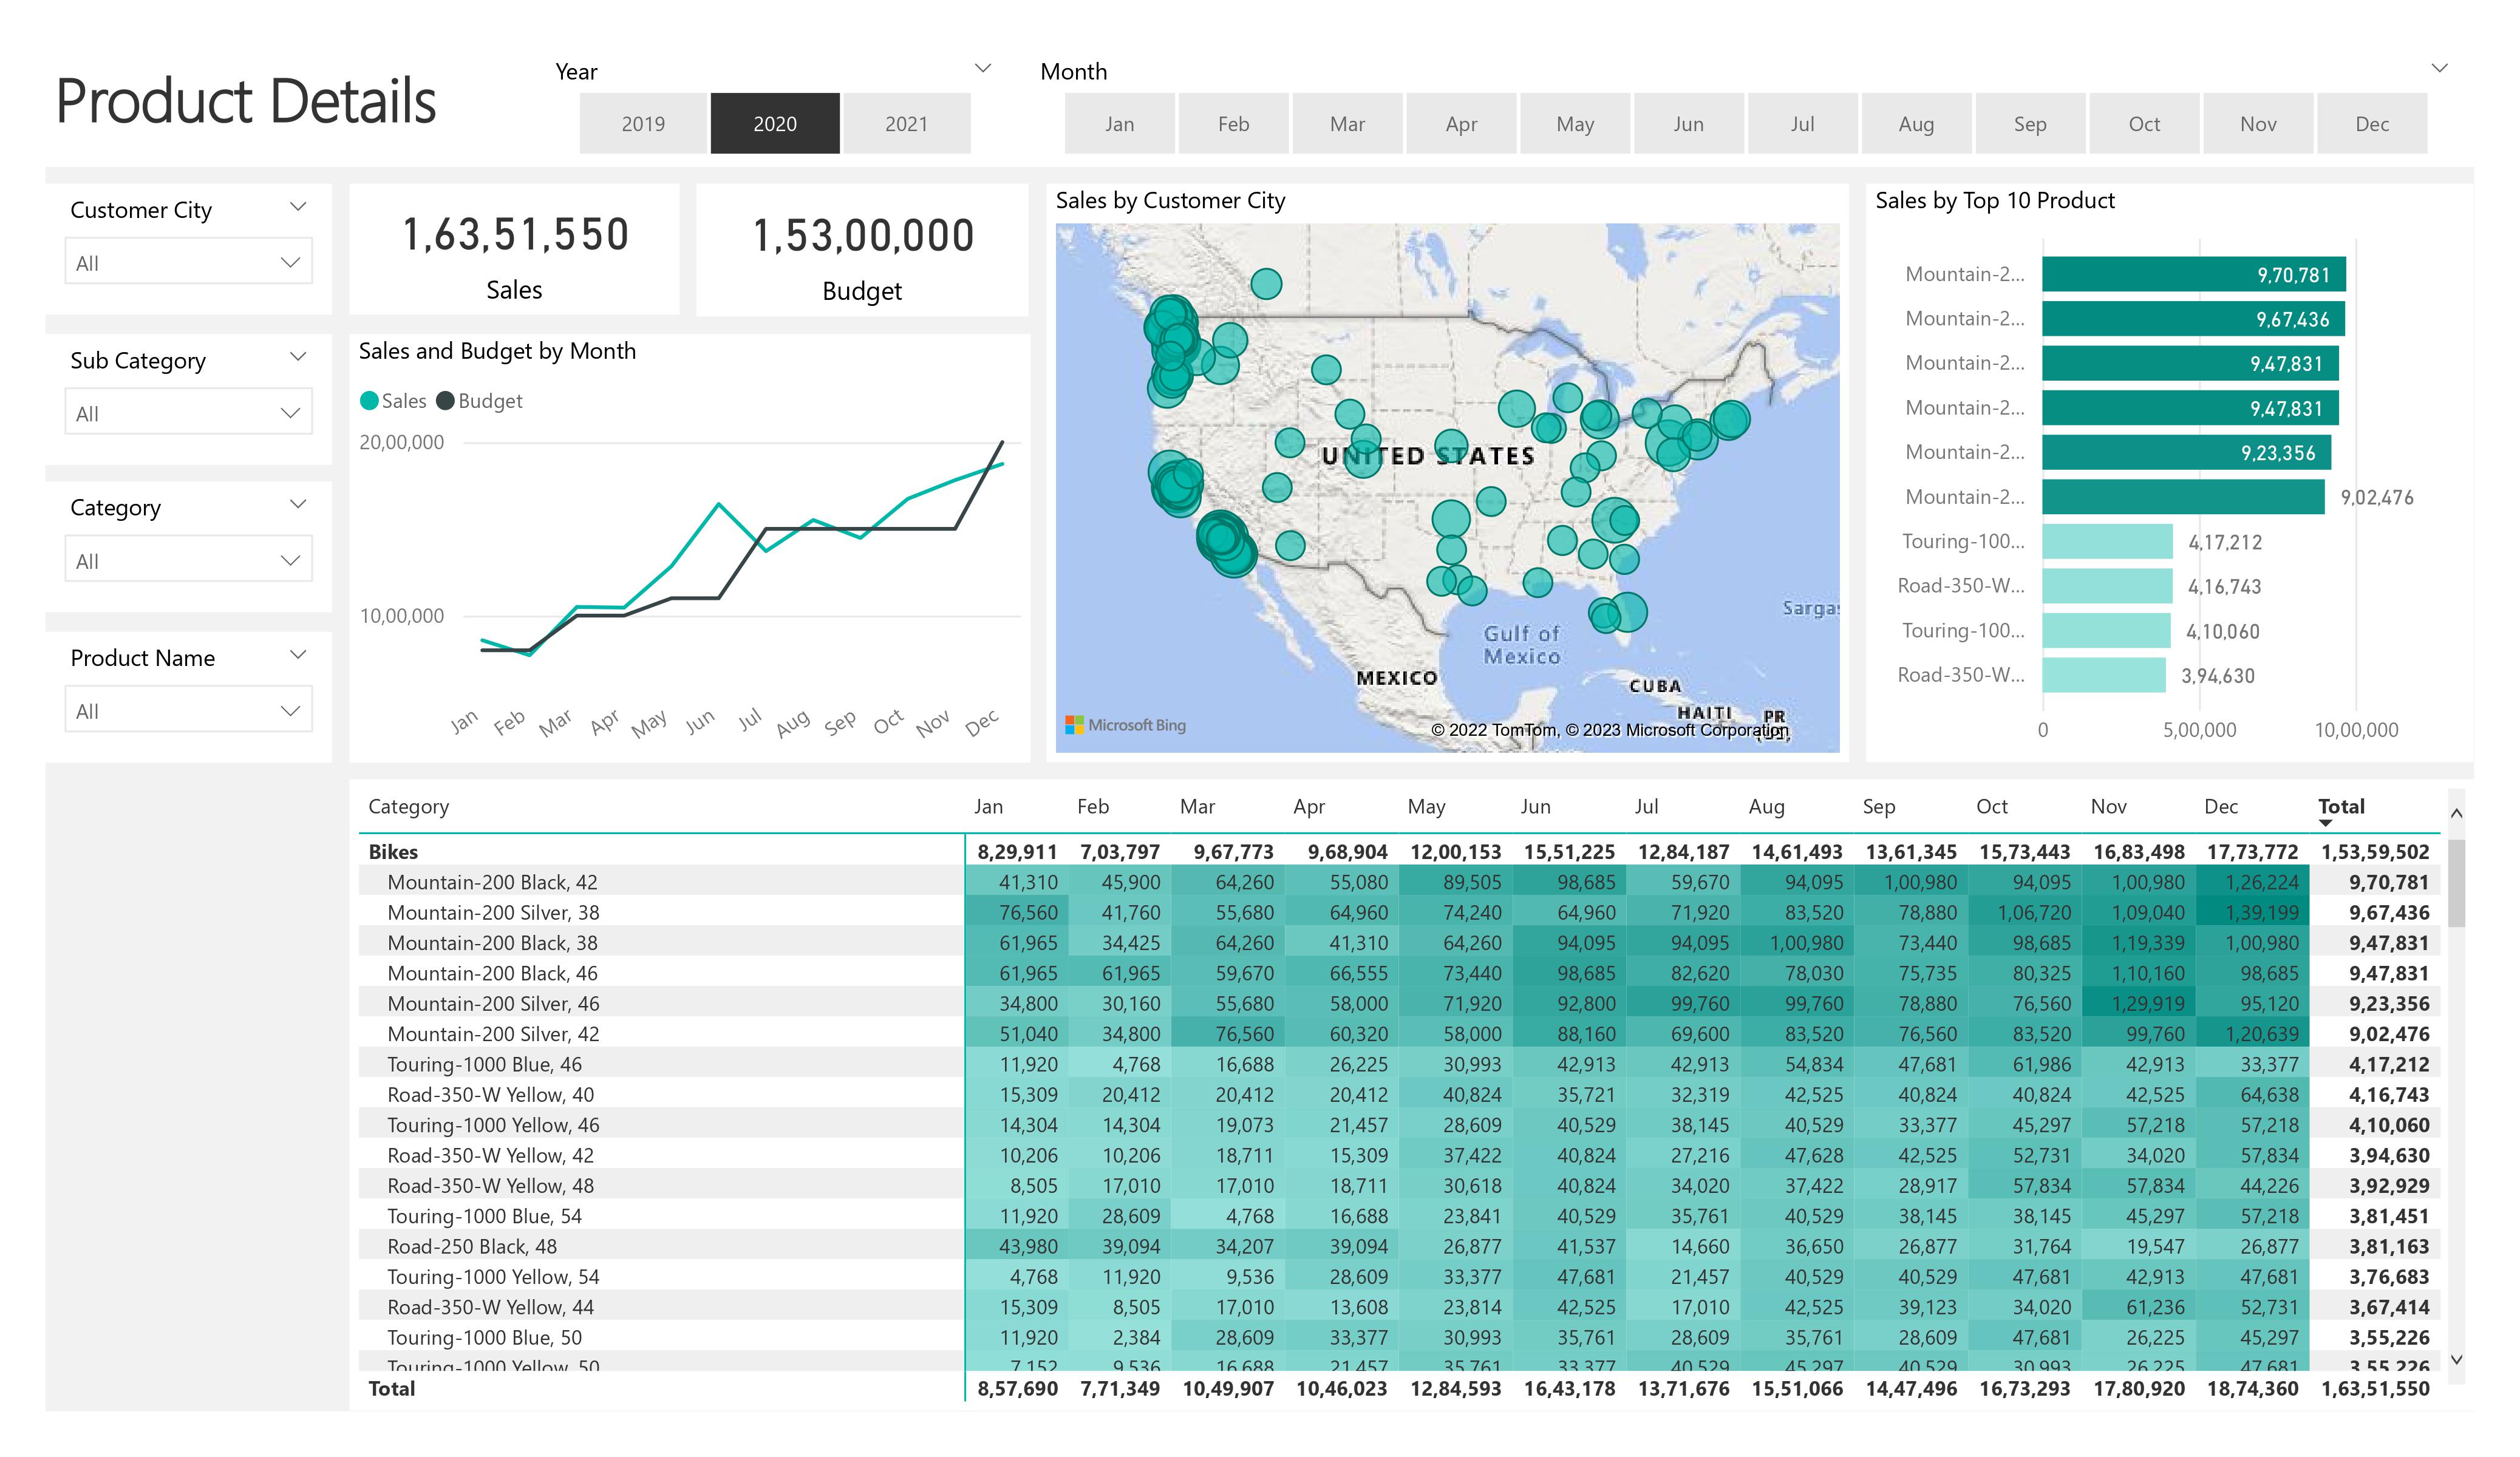 Product Details
Year
2019 2020 2021
Month
Jan Feb Mar Apr May Jun Jul Aug Sep Oct Nov Dec
Customer City
All
Sub Category
All
Category
All
Product Name
All
1,63,51,550
Sales
1,53,00,000
Budget
Sales and Budget by Month
Sales Budget
20,00,000
10,00,000
Jan Feb Mar Apr May Jun Jul Aug Sep Oct Nov Dec
Sales by Customer City
UNITED STATES
Sargas
Gulf of
Mexico
MEXICO
CUBA
HAITI PR
Microsoft Bing
© 2022 TomTom, © 2023 Microsoft Corporation
Sales by Top 10 Product
Mountain-2... 9,70,781
Mountain-2... 9,67,436
Mountain-2... 9,47,831
Mountain-2... 9,47,831
Mountain-2... 9,23,356
Mountain-2... 9,02,476
Touring-100... 4,17,212
Road-350-W... 4,16,743
Touring-100... 4,10,060
Road-350-W... 3,94,630
0 5,00,000 10,00,000
Category Jan Feb Mar Apr May Jun Jul Aug Sep Oct Nov Dec Total
Bikes 8,29,911 7,03,797 9,67,773 9,68,904 12,00,153 15,51,225 12,84,187 14,61,493 13,61,345 15,73,443 16,83,498 17,73,772 1,53,59,502
Mountain-200 Black, 42 41,310 45,900 64,260 55,080 89,505 98,685 59,670 94,095 1,00,980 94,095 1,00,980 1,26,224 9,70,781
Mountain-200 Silver, 38 76,560 41,760 55,680 64,960 74,240 64,960 71,920 83,520 78,880 1,06,720 1,09,040 1,39,199 9,67,436
Mountain-200 Black, 38 61,965 34,425 64,260 41,310 64,260 94,095 94,095 1,00,980 73,440 98,685 1,19,339 1,00,980 9,47,831
Mountain-200 Black, 46 61,965 61,965 59,670 66,555 73,440 98,685 82,620 78,030 75,735 80,325 1,10,160 98,685 9,47,831
Mountain-200 Silver, 46 34,800 30,160 55,680 58,000 71,920 92,800 99,760 99,760 78,880 76,560 1,29,919 95,120 9,23,356
Mountain-200 Silver, 42 51,040 34,800 76,560 60,320 58,000 88,160 69,600 83,520 76,560 83,520 99,760 1,20,639 9,02,476
Touring-1000 Blue, 46 11,920 4,768 16,688 26,225 30,993 42,913 42,913 54,834 47,681 61,986 42,913 33,377 4,17,212
Road-350-W Yellow, 40 15,309 20,412 20,412 20,412 40,824 35,721 32,319 42,525 40,824 40,824 42,525 64,638 4,16,743
Touring-1000 Yellow, 46 14,304 14,304 19,073 21,457 28,609 40,529 38,145 40,529 33,377 45,297 57,218 57,218 4,10,060
Road-350-W Yellow, 42 10,206 10,206 18,711 15,309 37,422 40,824 27,216 47,628 42,525 52,731 34,020 57,834 3,94,630
Road-350-W Yellow, 48 8,505 17,010 17,010 18,711 30,618 40,824 34,020 37,422 28,917 57,834 57,834 44,226 3,92,929
Touring-1000 Blue, 54 11,920 28,609 4,768 16,688 23,841 40,529 35,761 40,529 38,145 38,145 45,297 57,218 3,81,451
Road-250 Black, 48 43,980 39,094 34,207 39,094 26,877 41,537 14,660 36,650 26,877 31,764 19,547 26,877 3,81,163
Touring-1000 Yellow, 54 4,768 11,920 9,536 28,609 33,377 47,681 21,457 40,529 40,529 47,681 42,913 47,681 3,76,683
Road-350-W Yellow, 44 15,309 8,505 17,010 13,608 23,814 42,525 17,010 42,525 39,123 34,020 61,236 52,731 3,67,414
Touring-1000 Blue, 50 11,920 2,384 28,609 33,377 30,993 35,761 28,609 35,761 28,609 47,681 26,225 45,297 3,55,226
Touring-1000 Yellow, 50 7,152 9,536 16,688 21,457 35,761 33,377 40,529 45,297 40,529 30,993 26,225 47,681 3,55,226
Total 8,57,690 7,71,349 10,49,907 10,46,023 12,84,593 16,43,178 13,71,676 15,51,066 14,47,496 16,73,293 17,80,920 18,74,360 1,63,51,550